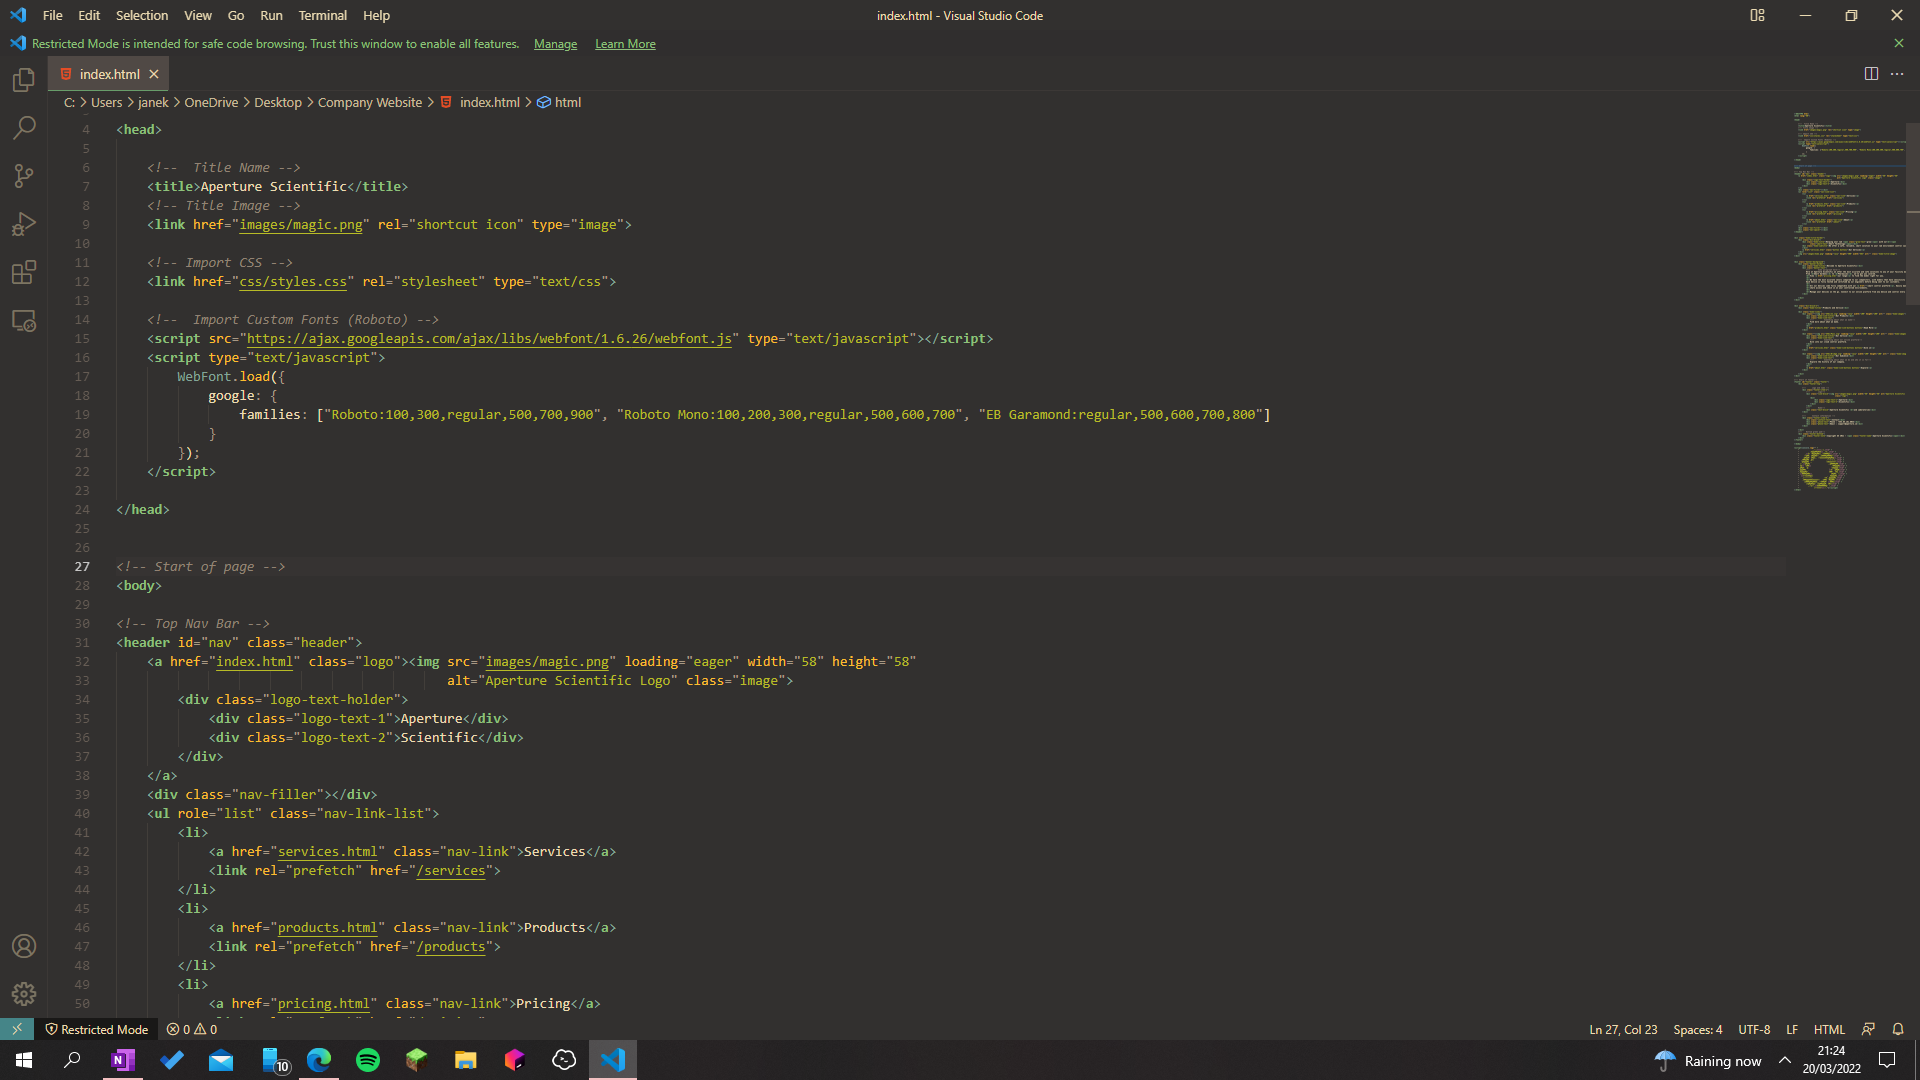 File Edit Selection View Go Run Terminal Help
index.html - Visual Studio Code
Restricted Mode is intended for safe code browsing. Trust this window to enable all features. Manage Learn More
index.html
C: > Users > janek > OneDrive > Desktop > Company Website > index.html > html
4 <head>
5
6 <!--  Title Name -->
7 <title>Aperture Scientific</title>
8 <!-- Title Image -->
9 <link href="images/magic.png" rel="shortcut icon" type="image">
10
11 <!-- Import CSS -->
12 <link href="css/styles.css" rel="stylesheet" type="text/css">
13
14 <!--  Import Custom Fonts (Roboto) -->
15 <script src="https://ajax.googleapis.com/ajax/libs/webfont/1.6.26/webfont.js" type="text/javascript"></script>
16 <script type="text/javascript">
17 WebFont.load({
18 google: {
19 families: ["Roboto:100,300,regular,500,700,900", "Roboto Mono:100,200,300,regular,500,600,700", "EB Garamond:regular,500,600,700,800"]
20 }
21 });
22 </script>
23
24 </head>
25
26
27 <!-- Start of page -->
28 <body>
29
30 <!-- Top Nav Bar -->
31 <header id="nav" class="header">
32 <a href="index.html" class="logo"><img src="images/magic.png" loading="eager" width="58" height="58"
33 alt="Aperture Scientific Logo" class="image">
34 <div class="logo-text-holder">
35 <div class="logo-text-1">Aperture</div>
36 <div class="logo-text-2">Scientific</div>
37 </div>
38 </a>
39 <div class="nav-filler"></div>
40 <ul role="list" class="nav-link-list">
41 <li>
42 <a href="services.html" class="nav-link">Services</a>
43 <link rel="prefetch" href="/services">
44 </li>
45 <li>
46 <a href="products.html" class="nav-link">Products</a>
47 <link rel="prefetch" href="/products">
48 </li>
49 <li>
50 <a href="pricing.html" class="nav-link">Pricing</a>
Restricted Mode 0 0
Ln 27, Col 23 Spaces: 4 UTF-8 LF HTML
N 10
Raining now
21:24
20/03/2022